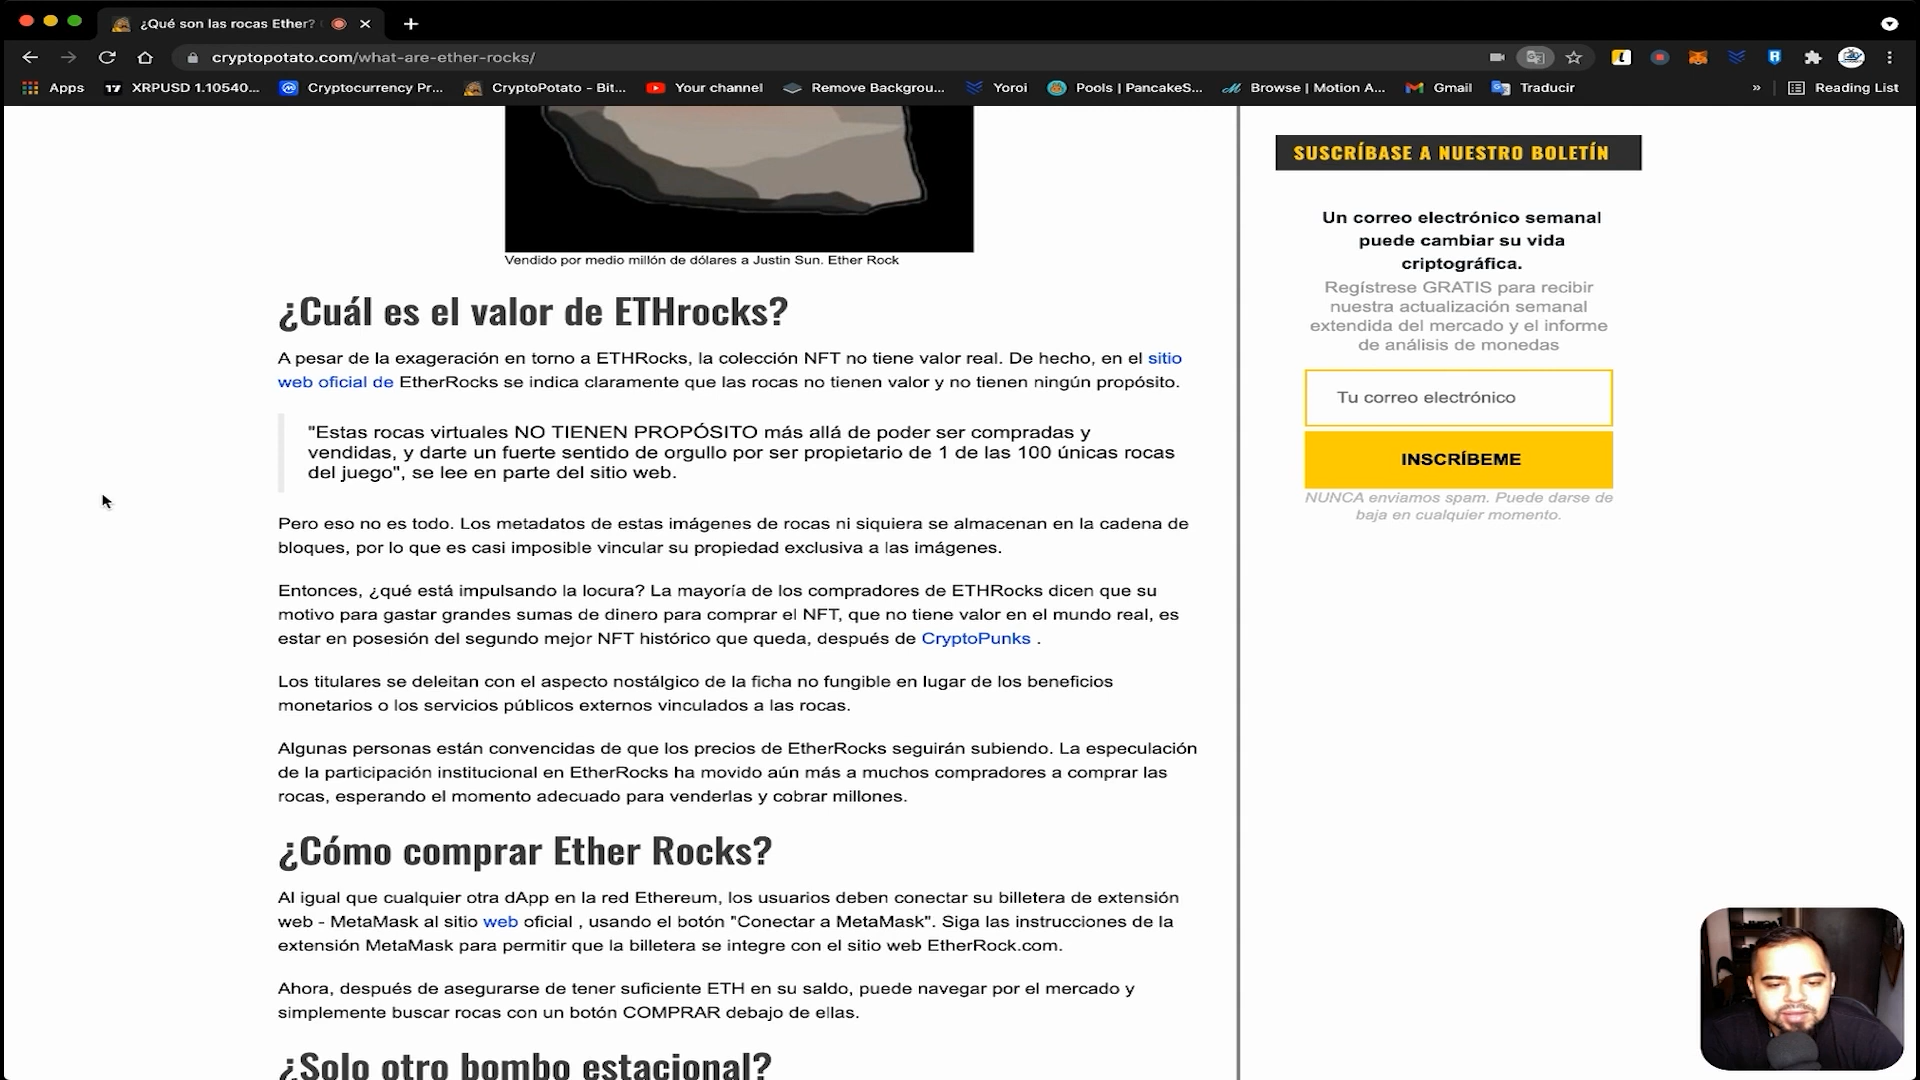 ¿Qué son las rocas Ether?
cryptopotato.com/what-are-ether-rocks/
Apps
17 XRPUSD 1.10540...
Cryptocurrency Pr...
CryptoPotato - Bit...
Your channel
Remove Backgrou...
Yoroi
Pools | PancakeS...
Browse | Motion A...
Gmail
Traducir
»
Reading List
Vendido por medio millón de dólares a Justin Sun. Ether Rock
¿Cuál es el valor de ETHrocks?
A pesar de la exageración en torno a ETHRocks, la colección NFT no tiene valor real. De hecho, en el sitio
web oficial de EtherRocks se indica claramente que las rocas no tienen valor y no tienen ningún propósito.
"Estas rocas virtuales NO TIENEN PROPÓSITO más allá de poder ser compradas y
vendidas, y darte un fuerte sentido de orgullo por ser propietario de 1 de las 100 únicas rocas
del juego", se lee en parte del sitio web.
Pero eso no es todo. Los metadatos de estas imágenes de rocas ni siquiera se almacenan en la cadena de
bloques, por lo que es casi imposible vincular su propiedad exclusiva a las imágenes.
Entonces, ¿qué está impulsando la locura? La mayoría de los compradores de ETHRocks dicen que su
motivo para gastar grandes sumas de dinero para comprar el NFT, que no tiene valor en el mundo real, es
estar en posesión del segundo mejor NFT histórico que queda, después de CryptoPunks .
Los titulares se deleitan con el aspecto nostálgico de la ficha no fungible en lugar de los beneficios
monetarios o los servicios públicos externos vinculados a las rocas.
Algunas personas están convencidas de que los precios de EtherRocks seguirán subiendo. La especulación
de la participación institucional en EtherRocks ha movido aún más a muchos compradores a comprar las
rocas, esperando el momento adecuado para venderlas y cobrar millones.
¿Cómo comprar Ether Rocks?
Al igual que cualquier otra dApp en la red Ethereum, los usuarios deben conectar su billetera de extensión
web - MetaMask al sitio web oficial , usando el botón "Conectar a MetaMask". Siga las instrucciones de la
extensión MetaMask para permitir que la billetera se integre con el sitio web EtherRock.com.
Ahora, después de asegurarse de tener suficiente ETH en su saldo, puede navegar por el mercado y
simplemente buscar rocas con un botón COMPRAR debajo de ellas.
¿Solo otro bombo estacional?
SUSCRÍBASE A NUESTRO BOLETÍN
Un correo electrónico semanal
puede cambiar su vida
criptográfica.
Regístrese GRATIS para recibir
nuestra actualización semanal
extendida del mercado y el informe
de análisis de monedas
Tu correo electrónico
INSCRÍBEME
NUNCA enviamos spam. Puede darse de
baja en cualquier momento.